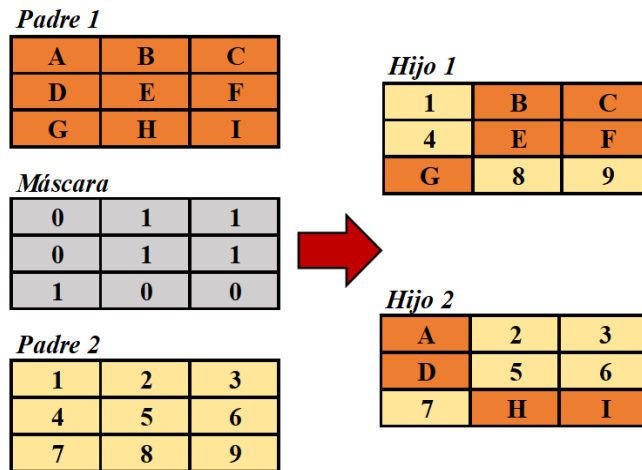 Padre 1
A B C
D E F
G H I
Máscara
0 1 1
0 1 1
1 0 0
Padre 2
1 2 3
4 5 6
7 8 9
Hijo 1
1 B C
4 E F
G 8 9
Hijo 2
A 2 3
D 5 6
7 H I